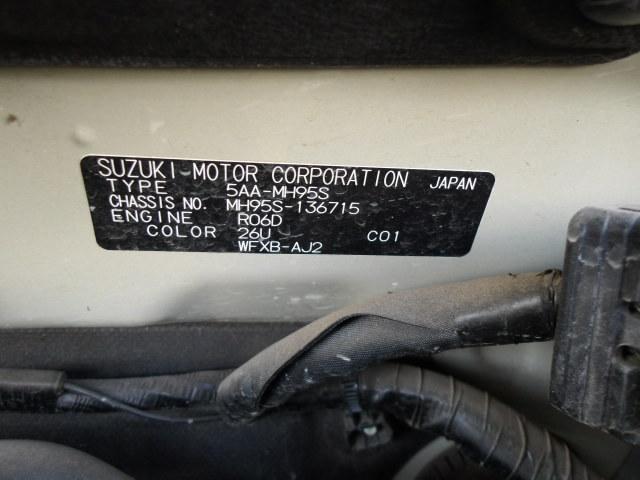 SUZUKI MOTOR CORPORATION JAPAN
TYPE 5AA-MH95S
CHASSIS NO. MH95S-136715
ENGINE R06D
COLOR 26U C01
WFXB-AJ2